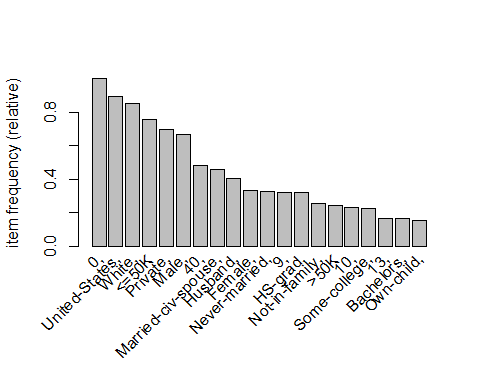 item frequency (relative)
0.8
0.4
0.0
0,
United-States,
White,
<=50K
Private,
Male,
40,
Married-civ-spouse,
Husband,
Female,
Never-married,
9,
HS-grad,
Not-in-family,
>50K
10,
Some-college,
13,
Bachelors,
Own-child,